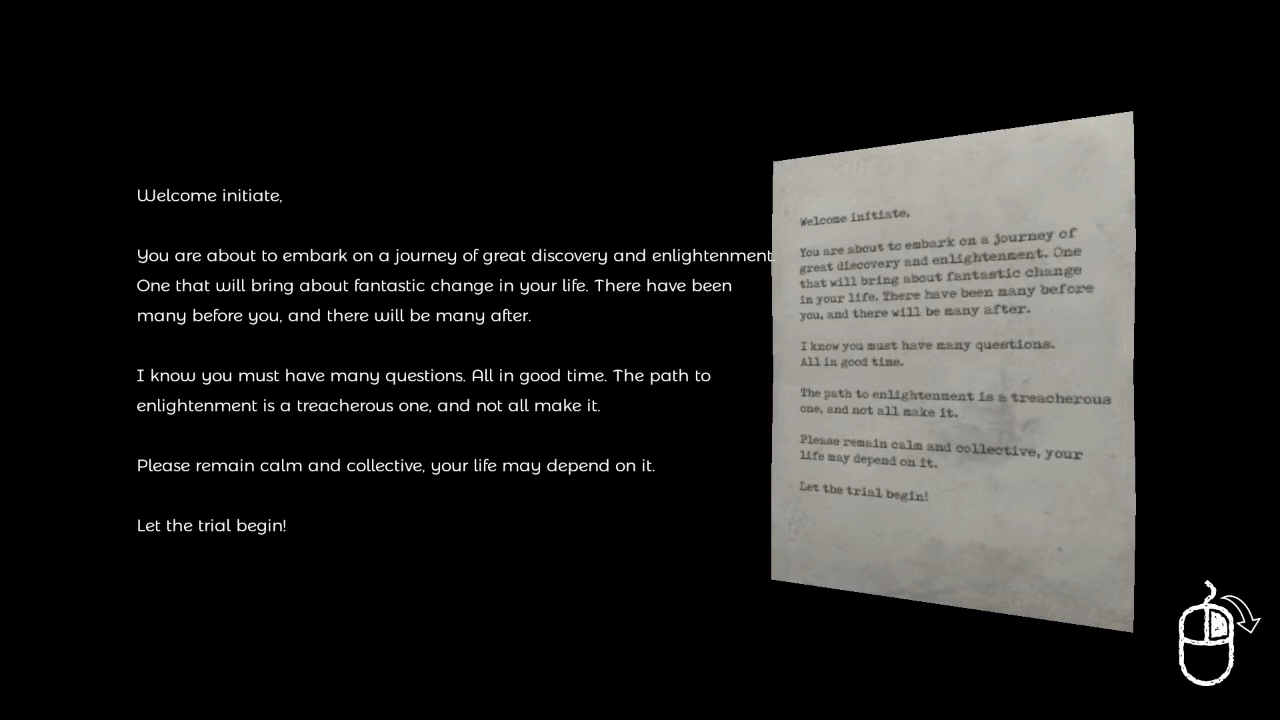 Welcome initiate,
You are about to embark on a journey of great discovery and enlightenment.
One that will bring about fantastic change in your life. There have been
many before you, and there will be many after.
I know you must have many questions. All in good time. The path to
enlightenment is a treacherous one, and not all make it.
Please remain calm and collective, your life may depend on it.
Let the trial begin!
Welcome initiate,
You are about to embark on a journey of
great discovery and enlightenment. One
that will bring about fantastic change
in your life. There have been many before
you, and there will be many after.
I know you must have many questions.
All in good time.
The path to enlightenment is a treacherous
one, and not all make it.
Please remain calm and collective, your
life may depend on it.
Let the trial begin!